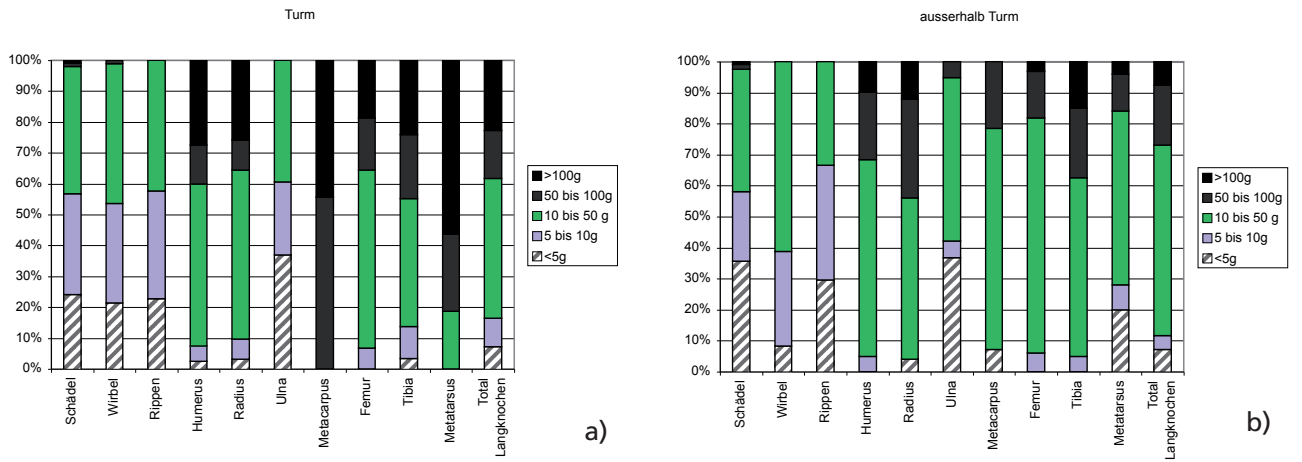 Turm
100%
90%
80%
70%
60%
50%
40%
30%
20%
10%
0%
Schädel
Wirbel
Rippen
Humenus
Radius
Ulna
Metacarpus
Femur
Tibia
Metatarsus
Total
Langknochen
>100g
50 bis 100g
10 bis 50 g
5 bis 10g
<5g
a)
ausserhalb Turm
100%
90%
80%
70%
60%
50%
40%
30%
20%
10%
0%
Schädel
Wirbel
Rippen
Humerus
Radius
Ulna
Metacarpus
Femur
Tibia
Metatarsus
Total
Langknochen
>100g
50 bis 100g
10 bis 50 g
5 bis 10g
<5g
b)